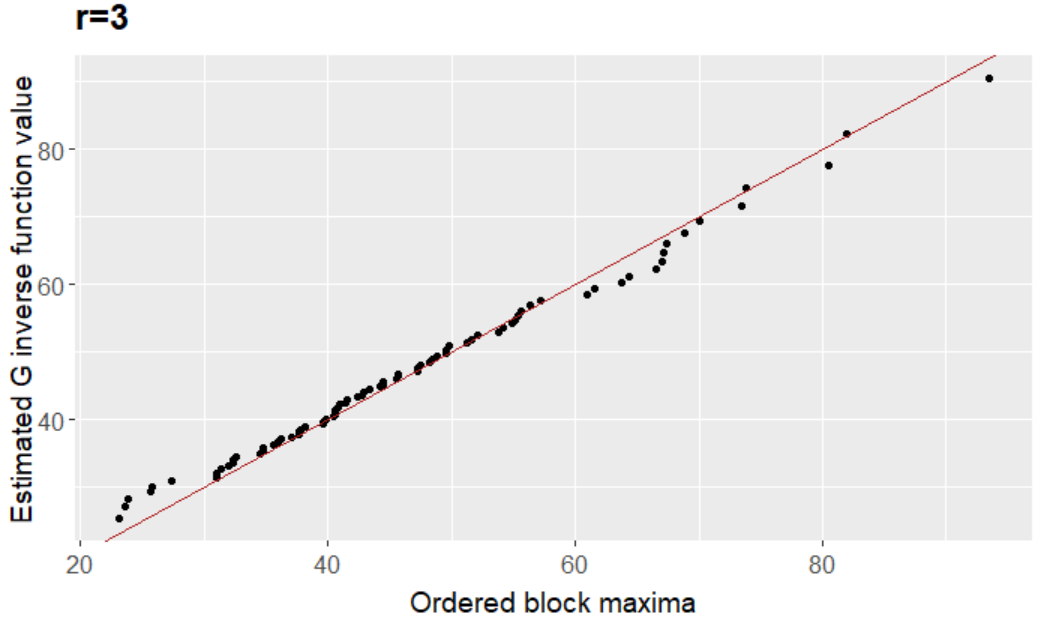 r=3
Estimated G inverse function value
80
60
40
20 40 60 80
Ordered block maxima